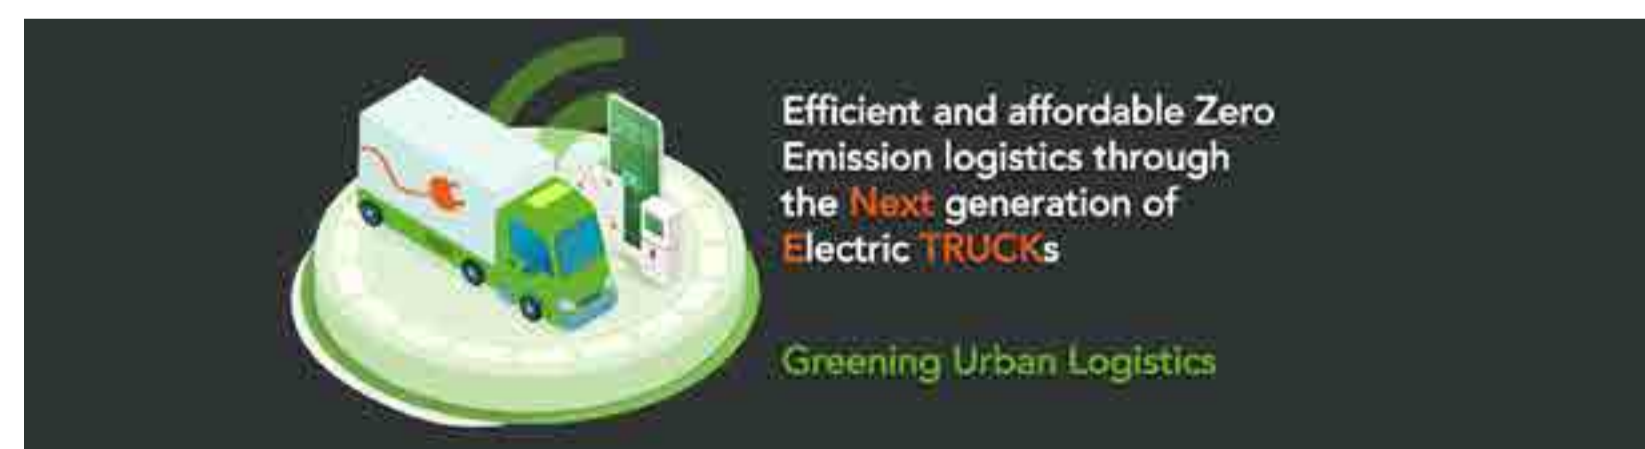 Efficient and affordable Zero
Emission logistics through
the Next generation of
Electric TRUCKs
Greening Urban Logistics